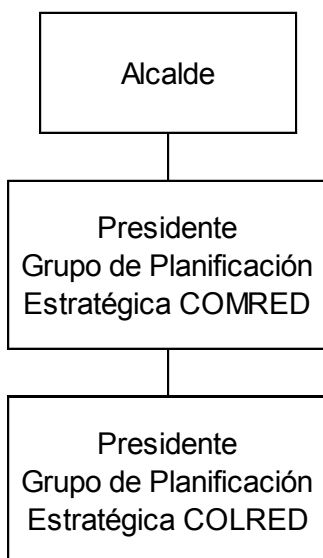 Alcalde
Presidente
Grupo de Planificación
Estratégica COMRED
Presidente
Grupo de Planificación
Estratégica COLRED